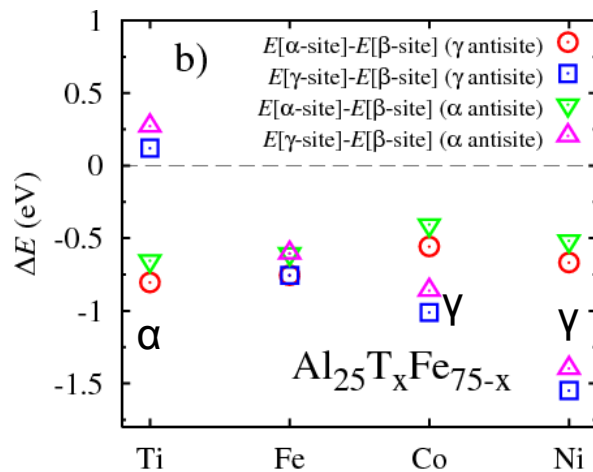 b)
E[α-site]-E[β-site] (γ antisite)
E[γ-site]-E[β-site] (γ antisite)
E[α-site]-E[β-site] (α antisite)
E[γ-site]-E[β-site] (α antisite)
1
0.5
0
-0.5
-1
-1.5
ΔE (eV)
α
γ
γ
Al₂₅TₓFe₇₅₋ₓ
Ti Fe Co Ni